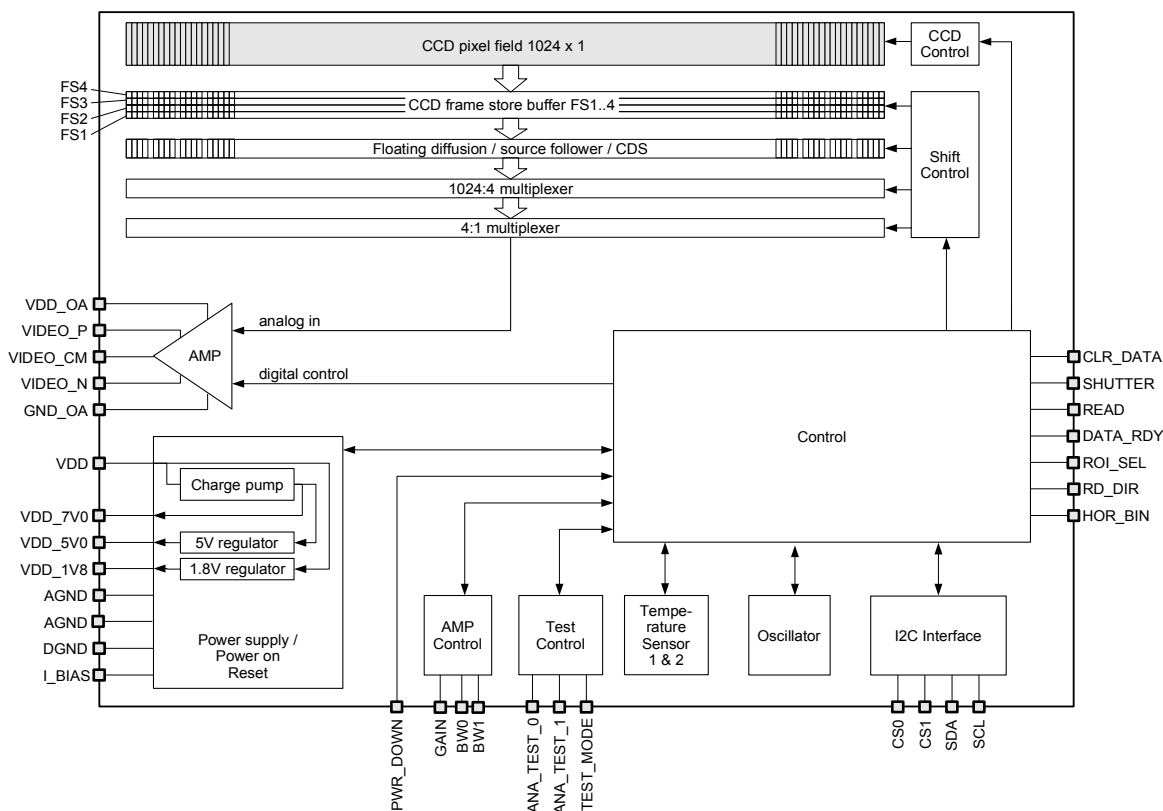 CCD pixel field 1024 x 1
CCD
Control
FS4
FS3
FS2
FS1
CCD frame store buffer FS1..4
Floating diffusion / source follower / CDS
1024:4 multiplexer
4:1 multiplexer
Shift
Control
VDD_OA
VIDEO_P
VIDEO_CM
VIDEO_N
GND_OA
AMP
analog in
digital control
Control
CLR_DATA
SHUTTER
READ
DATA_RDY
ROI_SEL
RD_DIR
HOR_BIN
VDD
VDD_7V0
VDD_5V0
VDD_1V8
AGND
AGND
DGND
I_BIAS
Charge pump
5V regulator
1.8V regulator
Power supply /
Power on
Reset
AMP
Control
Test
Control
Tempe-
rature
Sensor
1 & 2
Oscillator
I2C Interface
PWR_DOWN
GAIN
BW0
BW1
ANA_TEST_0
ANA_TEST_1
TEST_MODE
CS0
CS1
SDA
SCL